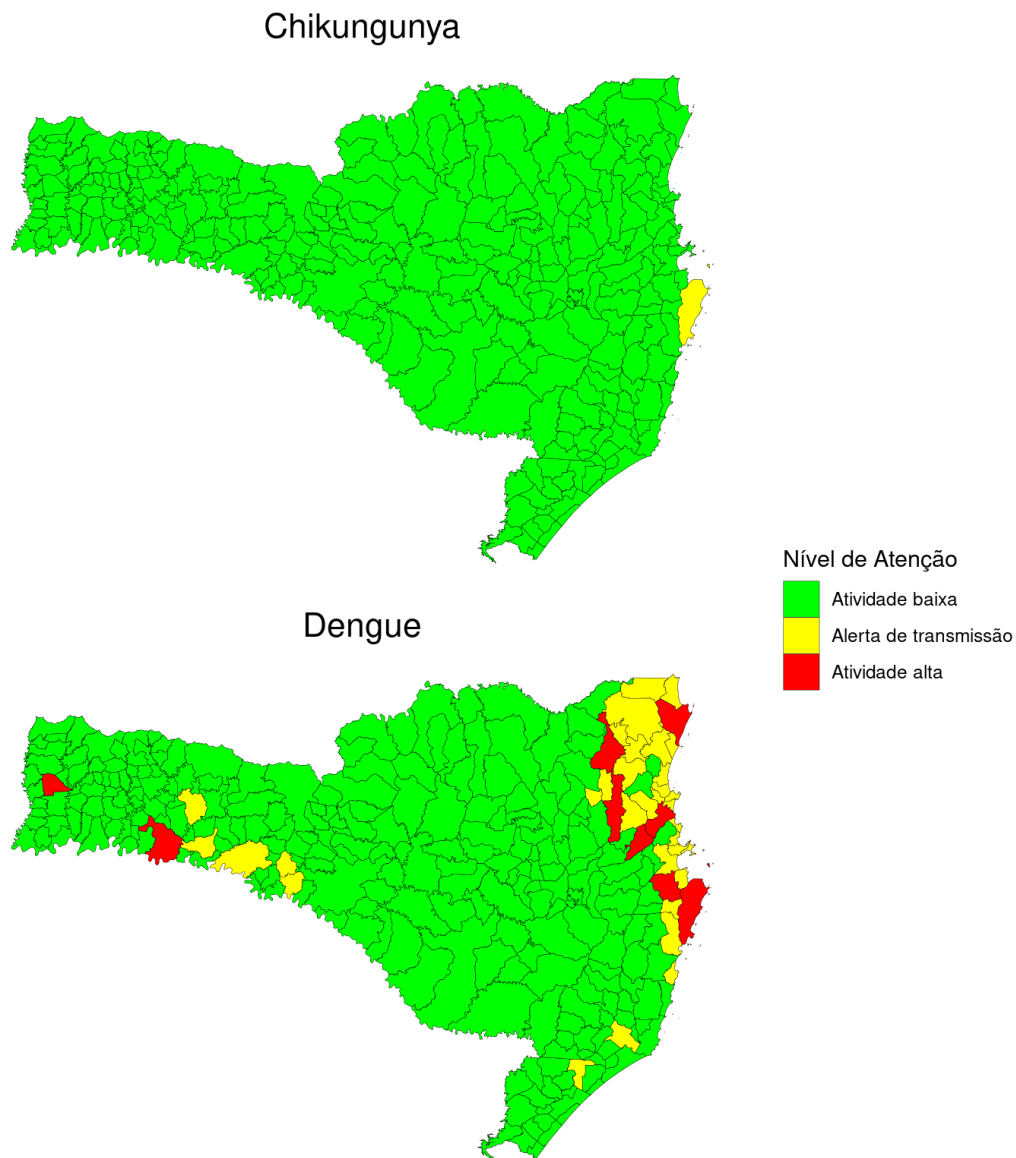 Chikungunya
Nível de Atenção
Atividade baixa
Alerta de transmissão
Atividade alta
Dengue